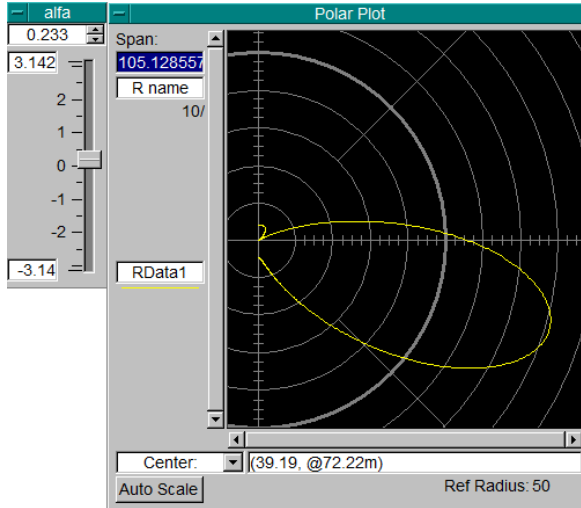 alfa
0.233
3.142
2
1
0
-1
-2
-3.14
Polar Plot
Span:
105.128557
R name
10/
RData1
Center:
(39.19, @72.22m)
Auto Scale
Ref Radius: 50